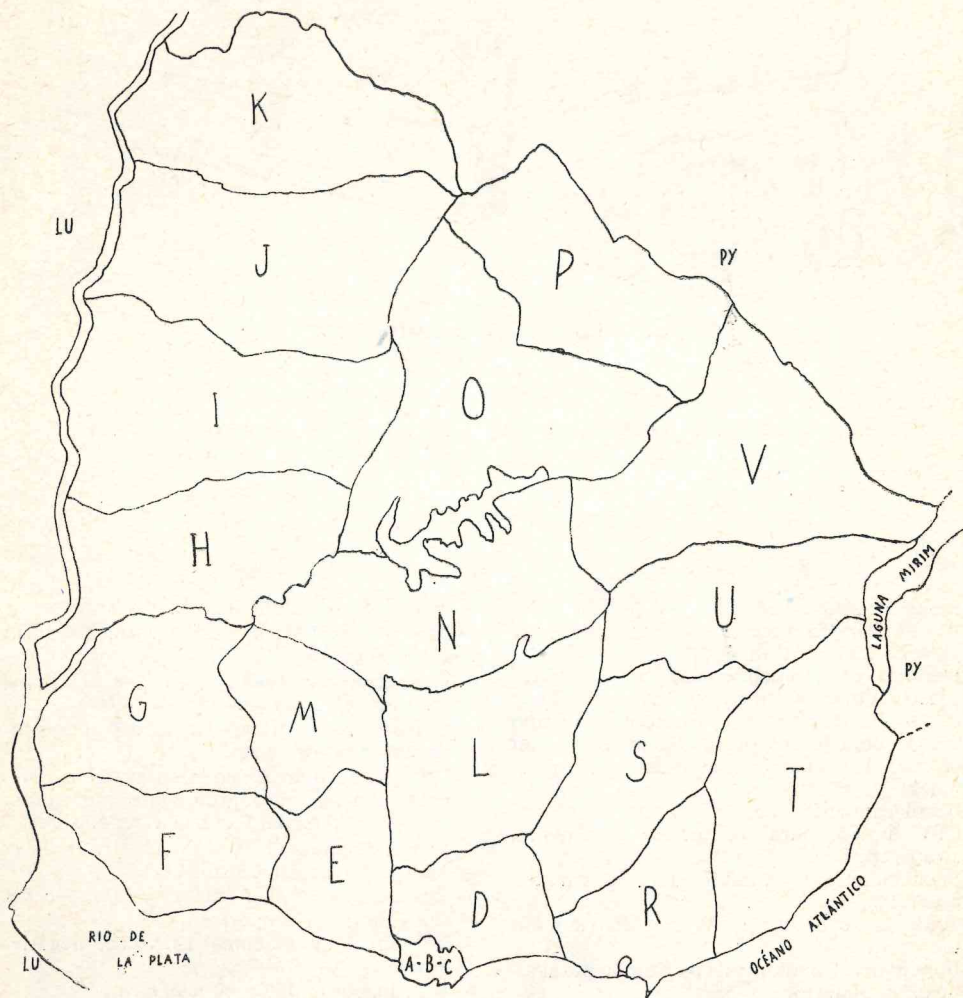 K
LU
J
PY
P
I
O
V
H
LAGUNA MIRIM
N
U
PY
G
M
L
S
T
F
E
D
R
OCÉANO ATLÁNTICO
RIO DE
LA PLATA
LU
A-B-C